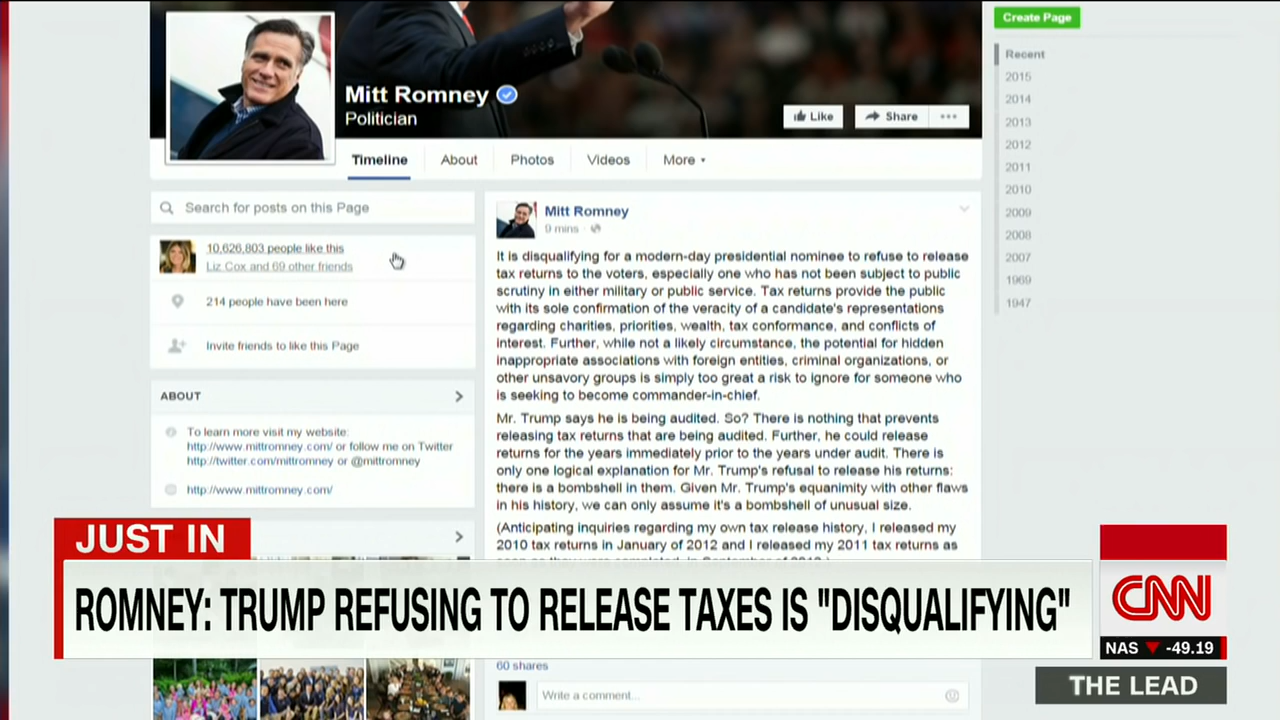 Create Page
Recent
2015
2014
2013
2012
2011
2010
2009
2008
2007
1969
1947
Mitt Romney
Politician
Like
Share
Timeline
About
Photos
Videos
More
Search for posts on this Page
10,626,803 people like this
Liz Cox and 69 other friends
214 people have been here
Invite friends to like this Page
ABOUT
To learn more visit my website:
http://www.mittromney.com/ or follow me on Twitter
http://twitter.com/mittromney or @mittromney
http://www.mittromney.com/
Mitt Romney
9 mins
It is disqualifying for a modern-day presidential nominee to refuse to release
tax returns to the voters, especially one who has not been subject to public
scrutiny in either military or public service. Tax returns provide the public
with its sole confirmation of the veracity of a candidate's representations
regarding charities, priorities, wealth, tax conformance, and conflicts of
interest. Further, while not a likely circumstance, the potential for hidden
inappropriate associations with foreign entities, criminal organizations, or
other unsavory groups is simply too great a risk to ignore for someone who
is seeking to become commander-in-chief.
Mr. Trump says he is being audited. So? There is nothing that prevents
releasing tax returns that are being audited. Further, he could release
returns for the years immediately prior to the years under audit. There is
only one logical explanation for Mr. Trump's refusal to release his returns:
there is a bombshell in them. Given Mr. Trump's equanimity with other flaws
in his history, we can only assume it's a bombshell of unusual size.
(Anticipating inquiries regarding my own tax release history, I released my
2010 tax returns in January of 2012 and I released my 2011 tax returns as
60 shares
Write a comment...
JUST IN
ROMNEY: TRUMP REFUSING TO RELEASE TAXES IS "DISQUALIFYING"
CNN
NAS ▼ -49.19
THE LEAD